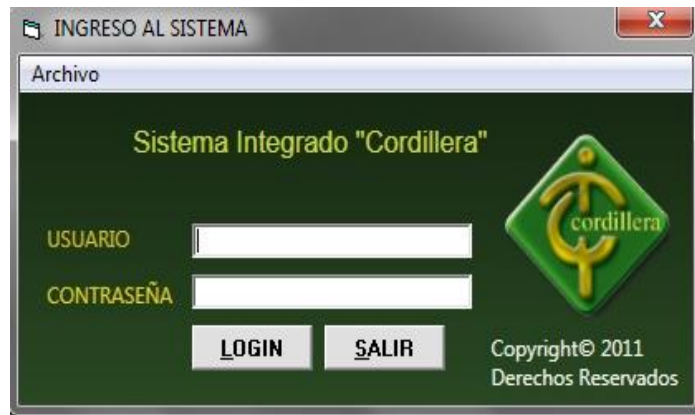 INGRESO AL SISTEMA
Archivo
Sistema Integrado "Cordillera"
cordillera
USUARIO
CONTRASEÑA
LOGIN SALIR
Copyright© 2011
Derechos Reservados